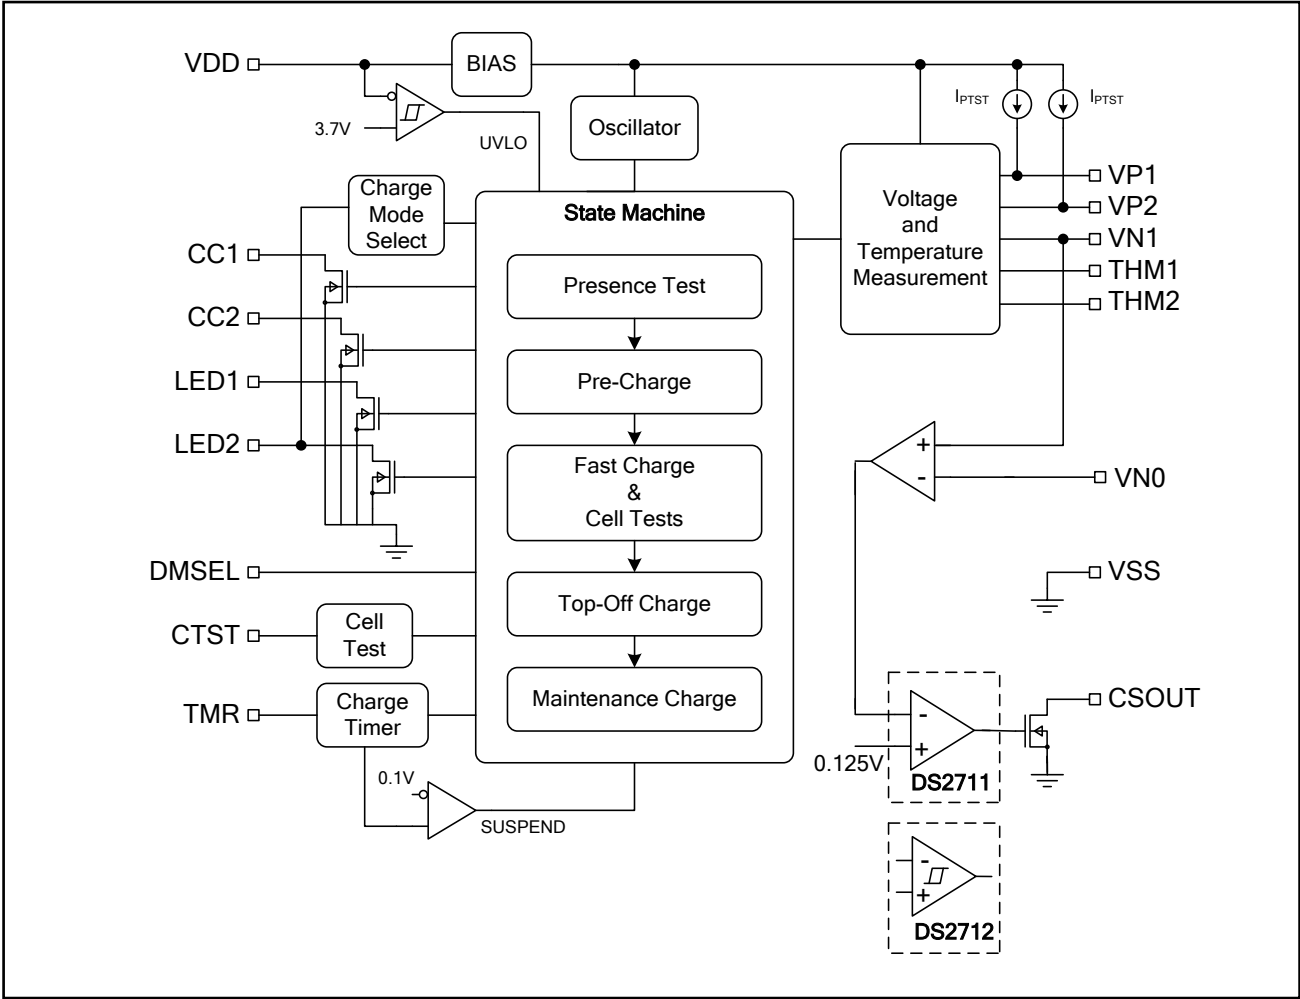 VDD
BIAS
I_PTST
I_PTST
3.7V
UVLO
Oscillator
Charge
Mode
Select
State Machine
Voltage
and
Temperature
Measurement
VP1
VP2
VN1
THM1
THM2
CC1
CC2
LED1
LED2
Presence Test
Pre-Charge
Fast Charge
&
Cell Tests
Top-Off Charge
Maintenance Charge
+
-
VN0
DMSEL
VSS
CTST
Cell
Test
TMR
Charge
Timer
0.1V
SUSPEND
CSOUT
-
+
0.125V
DS2711
-
+
DS2712